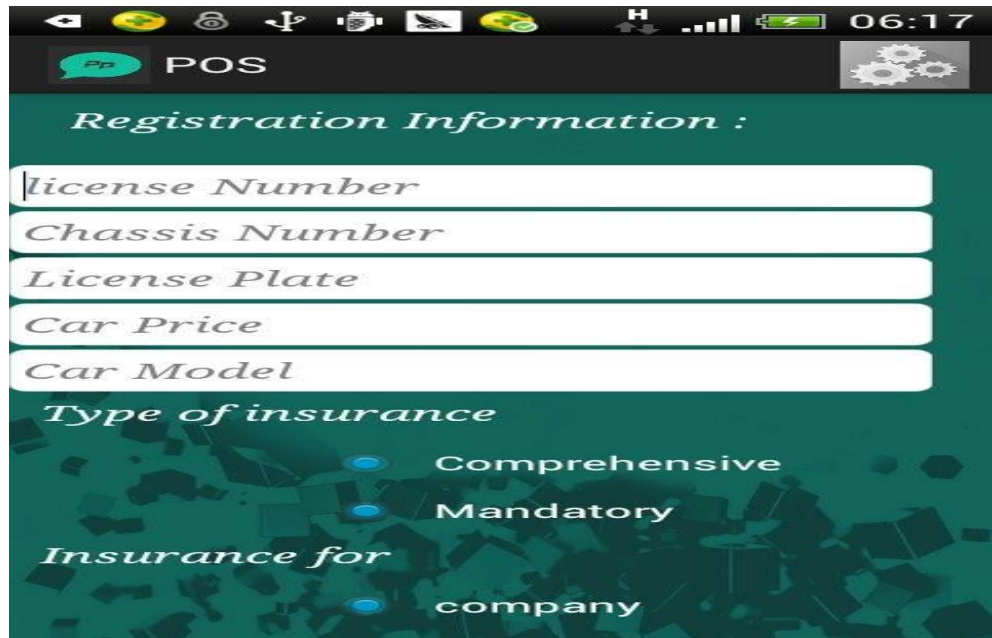 H 06:17
Pp POS
Registration Information :
license Number
Chassis Number
License Plate
Car Price
Car Model
Type of insurance
Comprehensive
Mandatory
Insurance for
company